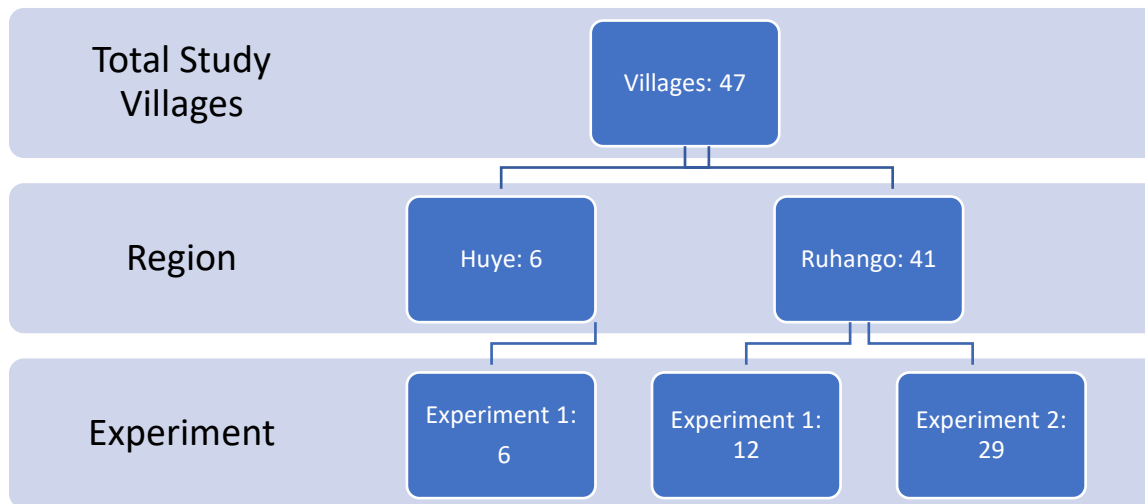 Total Study
Villages
Villages: 47
Region
Huye: 6
Ruhango: 41
Experiment
Experiment 1:
6
Experiment 1:
12
Experiment 2:
29